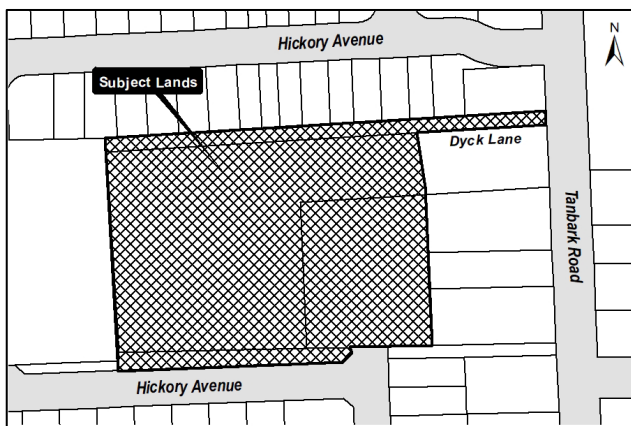 Hickory Avenue
N
Subject Lands
Dyck Lane
Tanbark Road
Hickory Avenue